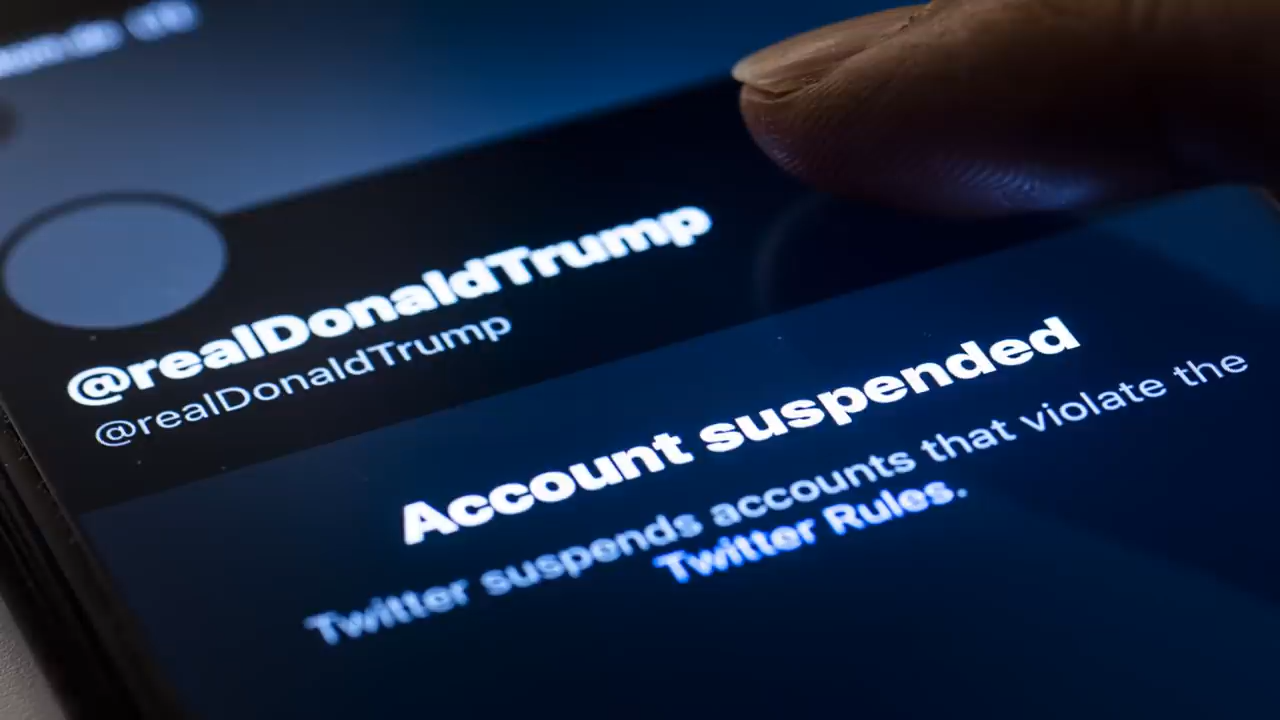 @realDonaldTrump
@realDonaldTrump
Account suspended
Twitter suspends accounts that violate the
Twitter Rules.